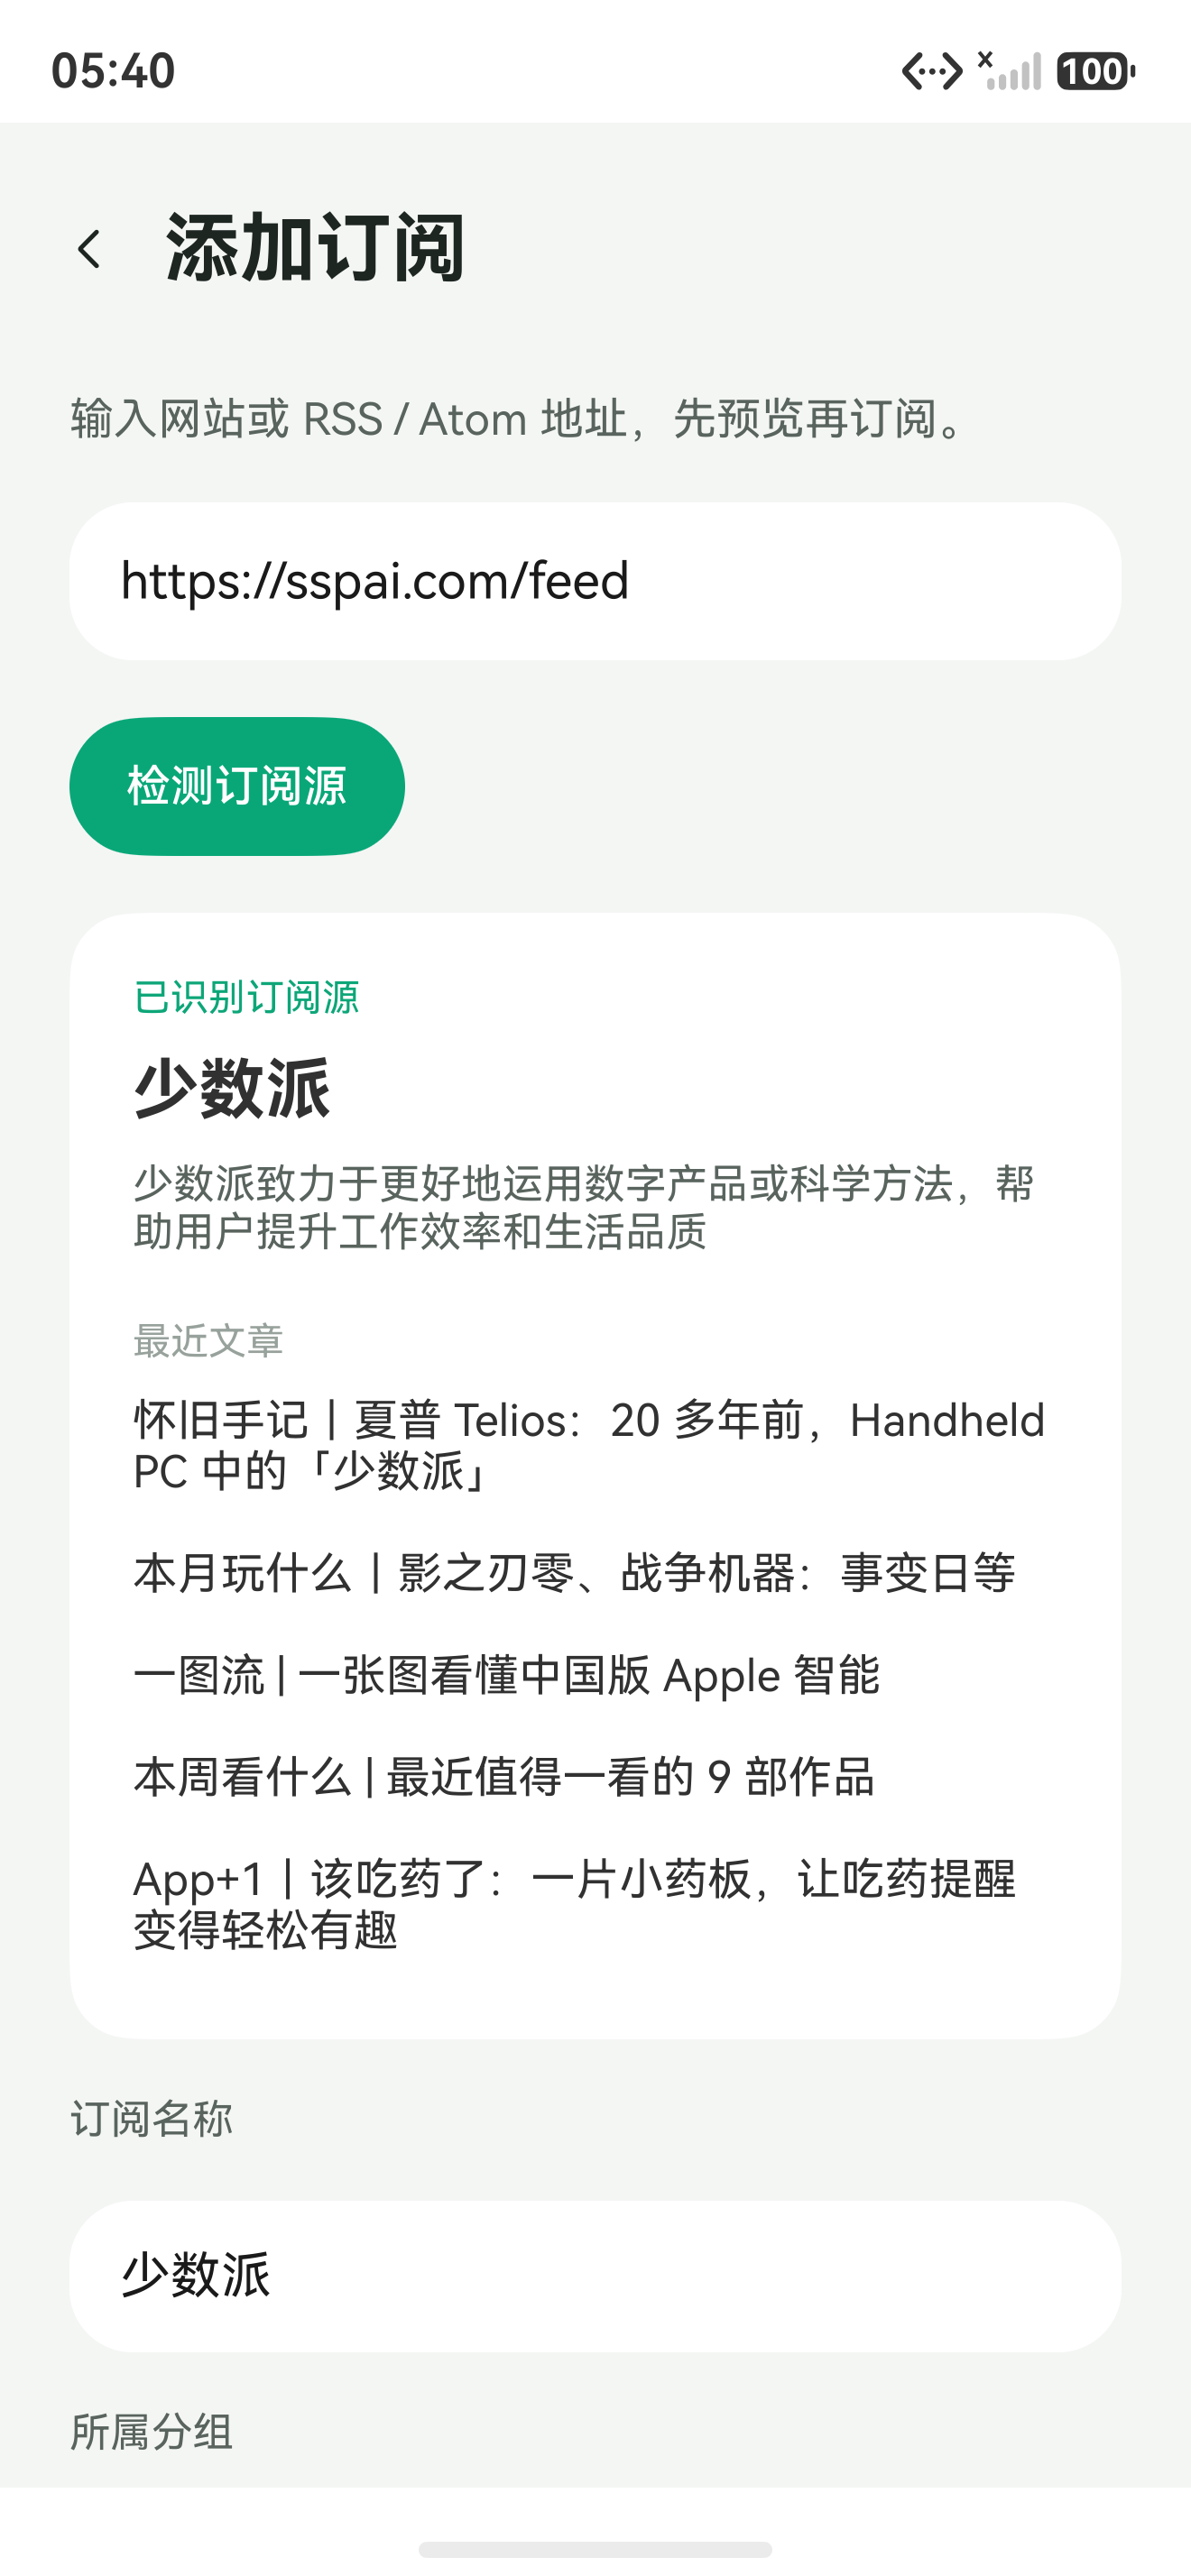 05:40
100
添加订阅
输入网站或 RSS / Atom 地址，先预览再订阅。
https://sspai.com/feed
检测订阅源
已识别订阅源
少数派
少数派致力于更好地运用数字产品或科学方法，帮
助用户提升工作效率和生活品质
最近文章
怀旧手记｜夏普 Telios：20 多年前，Handheld
PC 中的「少数派」
本月玩什么｜影之刃零、战争机器：事变日等
一图流 | 一张图看懂中国版 Apple 智能
本周看什么 | 最近值得一看的 9 部作品
App+1｜该吃药了：一片小药板，让吃药提醒
变得轻松有趣
订阅名称
少数派
所属分组